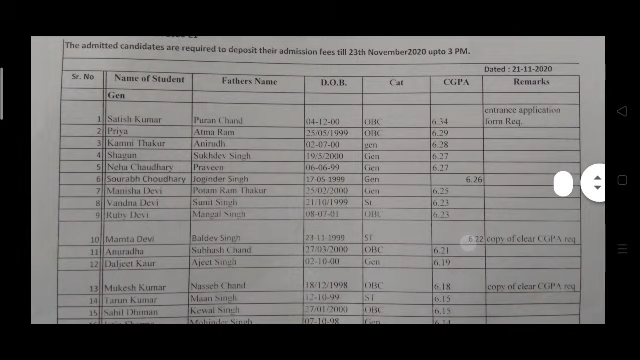 The admitted candidates are required to deposit their admission fees till 23th November2020 upto 3 PM.
Dated : 21-11-2020
Sr. No Name of Student Fathers Name D.O.B. Cat CGPA Remarks
Gen
1 Satish Kumar Puran Chand 04-12-00 OBC 6.34 entrance application form Req.
2 Priya Atma Ram 25/05/1999 OBC 6.29
3 Kamni Thakur Anirudh 02-07-00 gen 6.28
4 Shagun Sukhdev Singh 19/3/2000 Gen 6.27
5 Neha Chaudhary Praveen 06-06-99 Gen 6.27
6 Sourabh Choudhary Joginder Singh 17-05-1999 Gen 6.26
7 Manisha Devi Potam Ram Thakur 25/02/2000 Gen 6.25
8 Vandna Devi Sunit Singh 21/10/1999 St 6.23
9 Ruby Devi Mangal Singh 08-07-01 OBC 6.23
10 Mamta Devi Baldev Singh 23-11-1999 ST 6.22 copy of clear CGPA req
11 Anuradha Subhash Chand 27/03/2000 OBC 6.21
12 Daljeet Kaur Ajeet Singh 02-10-00 Gen 6.19
13 Mukesh Kumar Nasseb Chand 18/12/1998 OBC 6.18 copy of clear CGPA req
14 Tarun Kumar Maan Singh 12-10-99 ST 6.15
15 Sahil Dhiman Kewal Singh 27/01/2000 OBC 6.15
Mohinder Singh 07-10-98 Gen